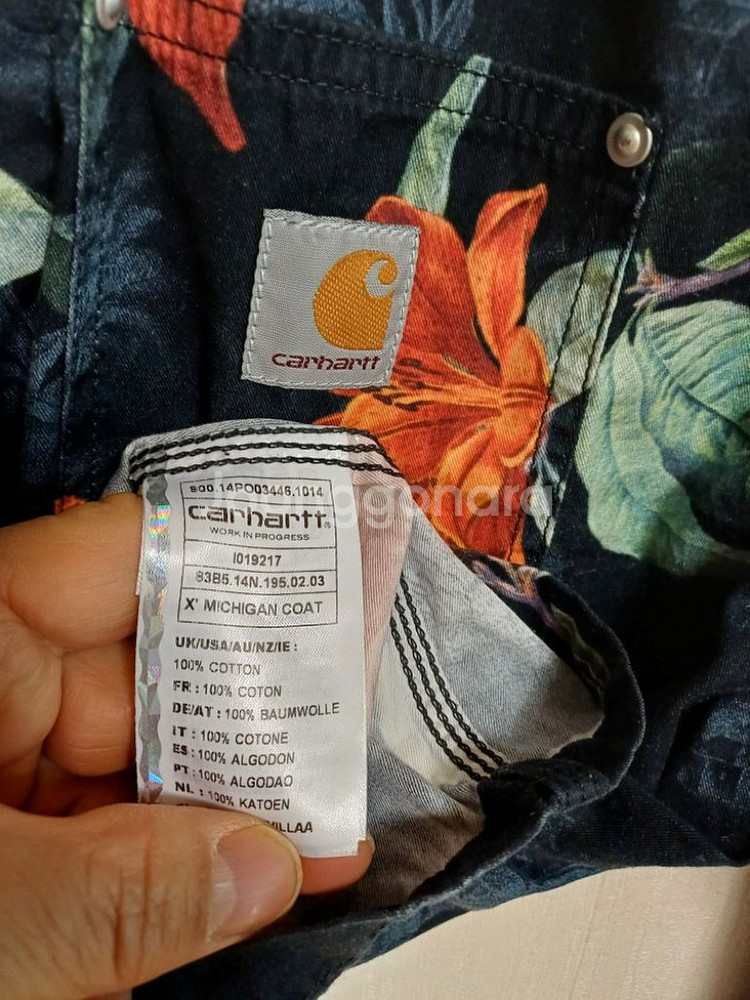 carhartt
s00.14PO03446.1014
carhartt®
WORK IN PROGRESS
I019217
83B5.14N.195.02.03
X' MICHIGAN COAT
UK/USA/AU/NZ/IE :
100% COTTON
FR : 100% COTON
DE/AT : 100% BAUMWOLLE
IT : 100% COTONE
ES : 100% ALGODON
PT : 100% ALGODAO
NL : 100% KATOEN